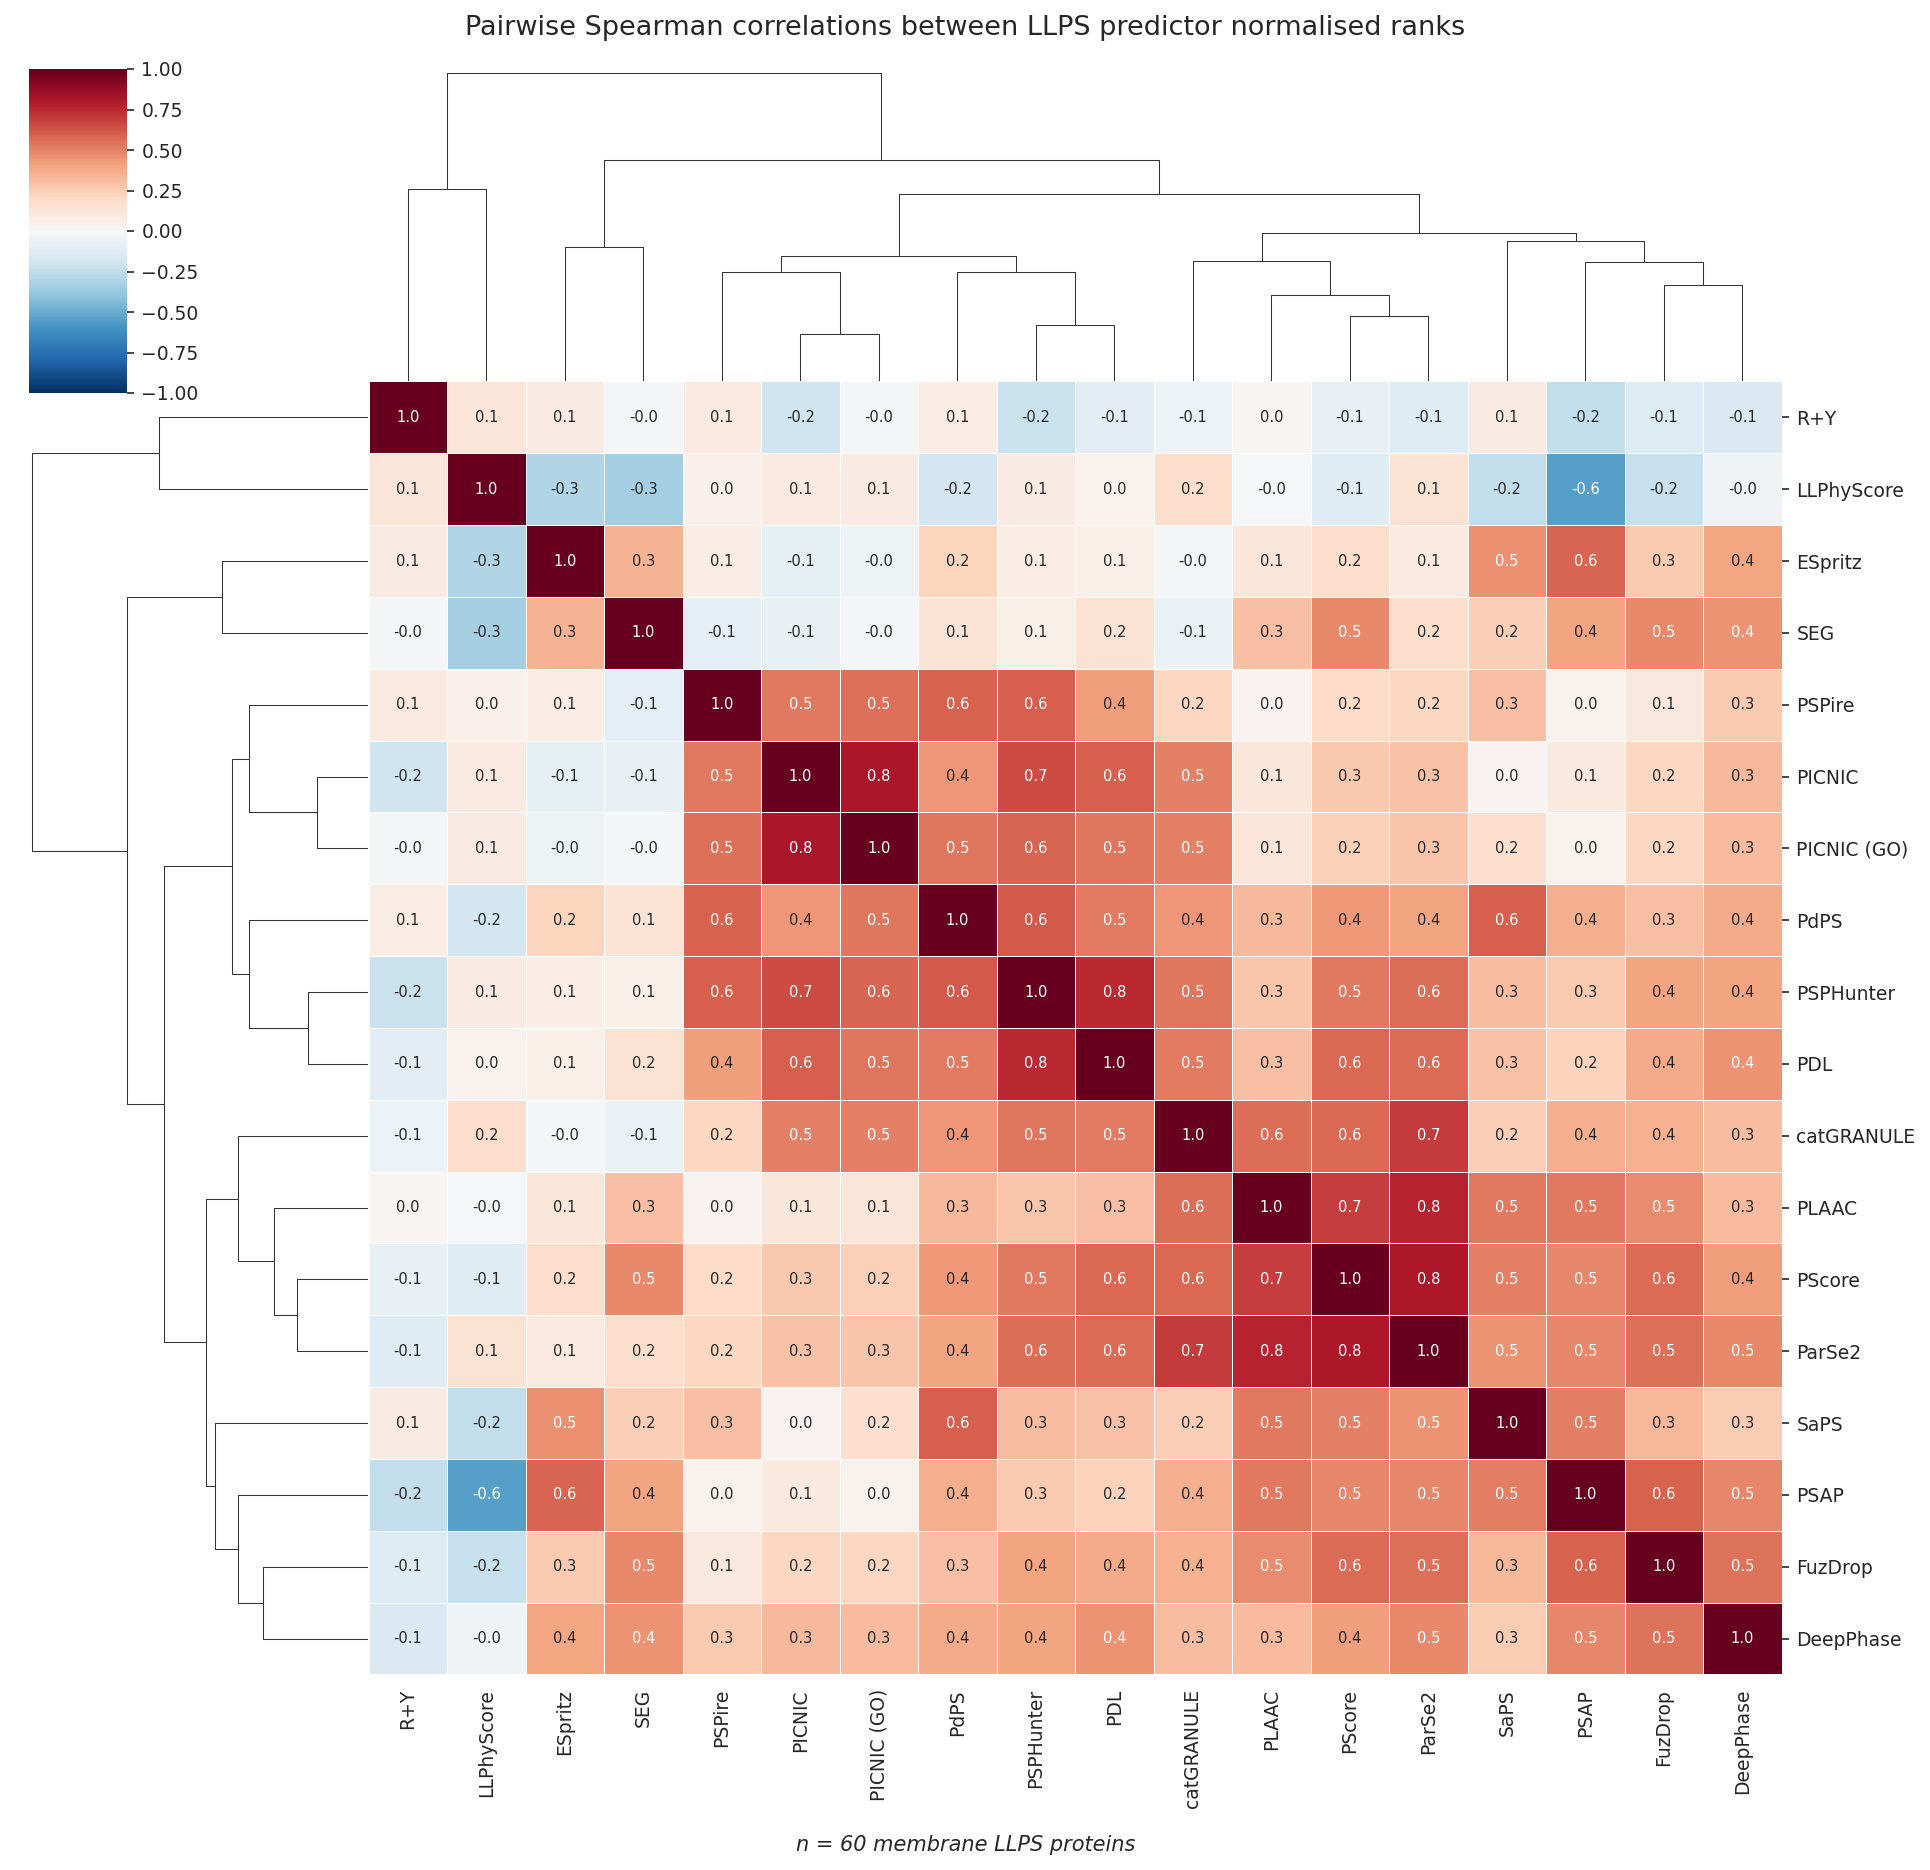 Pairwise Spearman correlations between LLPS predictor normalised ranks
1.00
0.75
0.50
0.25
0.00
−0.25
−0.50
−0.75
−1.00
1.0 0.1 0.1 -0.0 0.1 -0.2 -0.0 0.1 -0.2 -0.1 -0.1 0.0 -0.1 -0.1 0.1 -0.2 -0.1 -0.1 R+Y
0.1 1.0 -0.3 -0.3 0.0 0.1 0.1 -0.2 0.1 0.0 0.2 -0.0 -0.1 0.1 -0.2 -0.6 -0.2 -0.0 LLPhyScore
0.1 -0.3 1.0 0.3 0.1 -0.1 -0.0 0.2 0.1 0.1 -0.0 0.1 0.2 0.1 0.5 0.6 0.3 0.4 ESpritz
-0.0 -0.3 0.3 1.0 -0.1 -0.1 -0.0 0.1 0.1 0.2 -0.1 0.3 0.5 0.2 0.2 0.4 0.5 0.4 SEG
0.1 0.0 0.1 -0.1 1.0 0.5 0.5 0.6 0.6 0.4 0.2 0.0 0.2 0.2 0.3 0.0 0.1 0.3 PSPire
-0.2 0.1 -0.1 -0.1 0.5 1.0 0.8 0.4 0.7 0.6 0.5 0.1 0.3 0.3 0.0 0.1 0.2 0.3 PICNIC
-0.0 0.1 -0.0 -0.0 0.5 0.8 1.0 0.5 0.6 0.5 0.5 0.1 0.2 0.3 0.2 0.0 0.2 0.3 PICNIC (GO)
0.1 -0.2 0.2 0.1 0.6 0.4 0.5 1.0 0.6 0.5 0.4 0.3 0.4 0.4 0.6 0.4 0.3 0.4 PdPS
-0.2 0.1 0.1 0.1 0.6 0.7 0.6 0.6 1.0 0.8 0.5 0.3 0.5 0.6 0.3 0.3 0.4 0.4 PSPHunter
-0.1 0.0 0.1 0.2 0.4 0.6 0.5 0.5 0.8 1.0 0.5 0.3 0.6 0.6 0.3 0.2 0.4 0.4 PDL
-0.1 0.2 -0.0 -0.1 0.2 0.5 0.5 0.4 0.5 0.5 1.0 0.6 0.6 0.7 0.2 0.4 0.4 0.3 catGRANULE
0.0 -0.0 0.1 0.3 0.0 0.1 0.1 0.3 0.3 0.3 0.6 1.0 0.7 0.8 0.5 0.5 0.5 0.3 PLAAC
-0.1 -0.1 0.2 0.5 0.2 0.3 0.2 0.4 0.5 0.6 0.6 0.7 1.0 0.8 0.5 0.5 0.6 0.4 PScore
-0.1 0.1 0.1 0.2 0.2 0.3 0.3 0.4 0.6 0.6 0.7 0.8 0.8 1.0 0.5 0.5 0.5 0.5 ParSe2
0.1 -0.2 0.5 0.2 0.3 0.0 0.2 0.6 0.3 0.3 0.2 0.5 0.5 0.5 1.0 0.5 0.3 0.3 SaPS
-0.2 -0.6 0.6 0.4 0.0 0.1 0.0 0.4 0.3 0.2 0.4 0.5 0.5 0.5 0.5 1.0 0.6 0.5 PSAP
-0.1 -0.2 0.3 0.5 0.1 0.2 0.2 0.3 0.4 0.4 0.4 0.5 0.6 0.5 0.3 0.6 1.0 0.5 FuzDrop
-0.1 -0.0 0.4 0.4 0.3 0.3 0.3 0.4 0.4 0.4 0.3 0.3 0.4 0.5 0.3 0.5 0.5 1.0 DeepPhase
R+Y
LLPhyScore
ESpritz
SEG
PSPire
PICNIC
PICNIC (GO)
PdPS
PSPHunter
PDL
catGRANULE
PLAAC
PScore
ParSe2
SaPS
PSAP
FuzDrop
DeepPhase
n = 60 membrane LLPS proteins